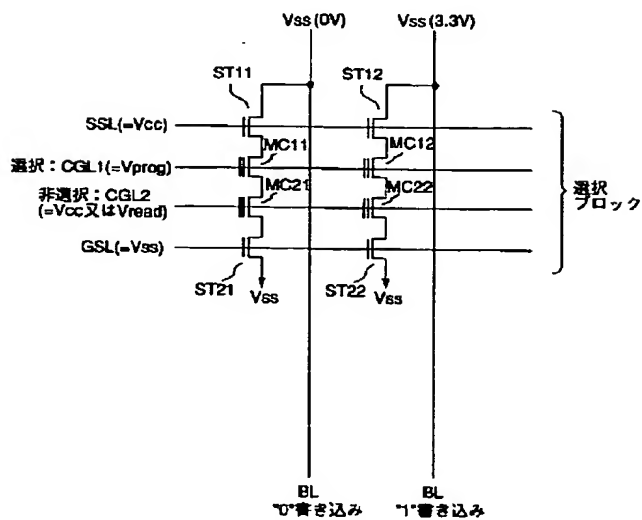 Vss(0V) Vss(3.3V)
ST11 ST12
SSL(=Vcc)
MC11 MC12
選択：CGL1(=Vprog)
MC21 MC22
非選択：CGL2
(=Vcc又はVread)
選択
ブロック
GSL(=Vss)
ST21 Vss ST22 Vss
BL BL
"0"書き込み "1"書き込み